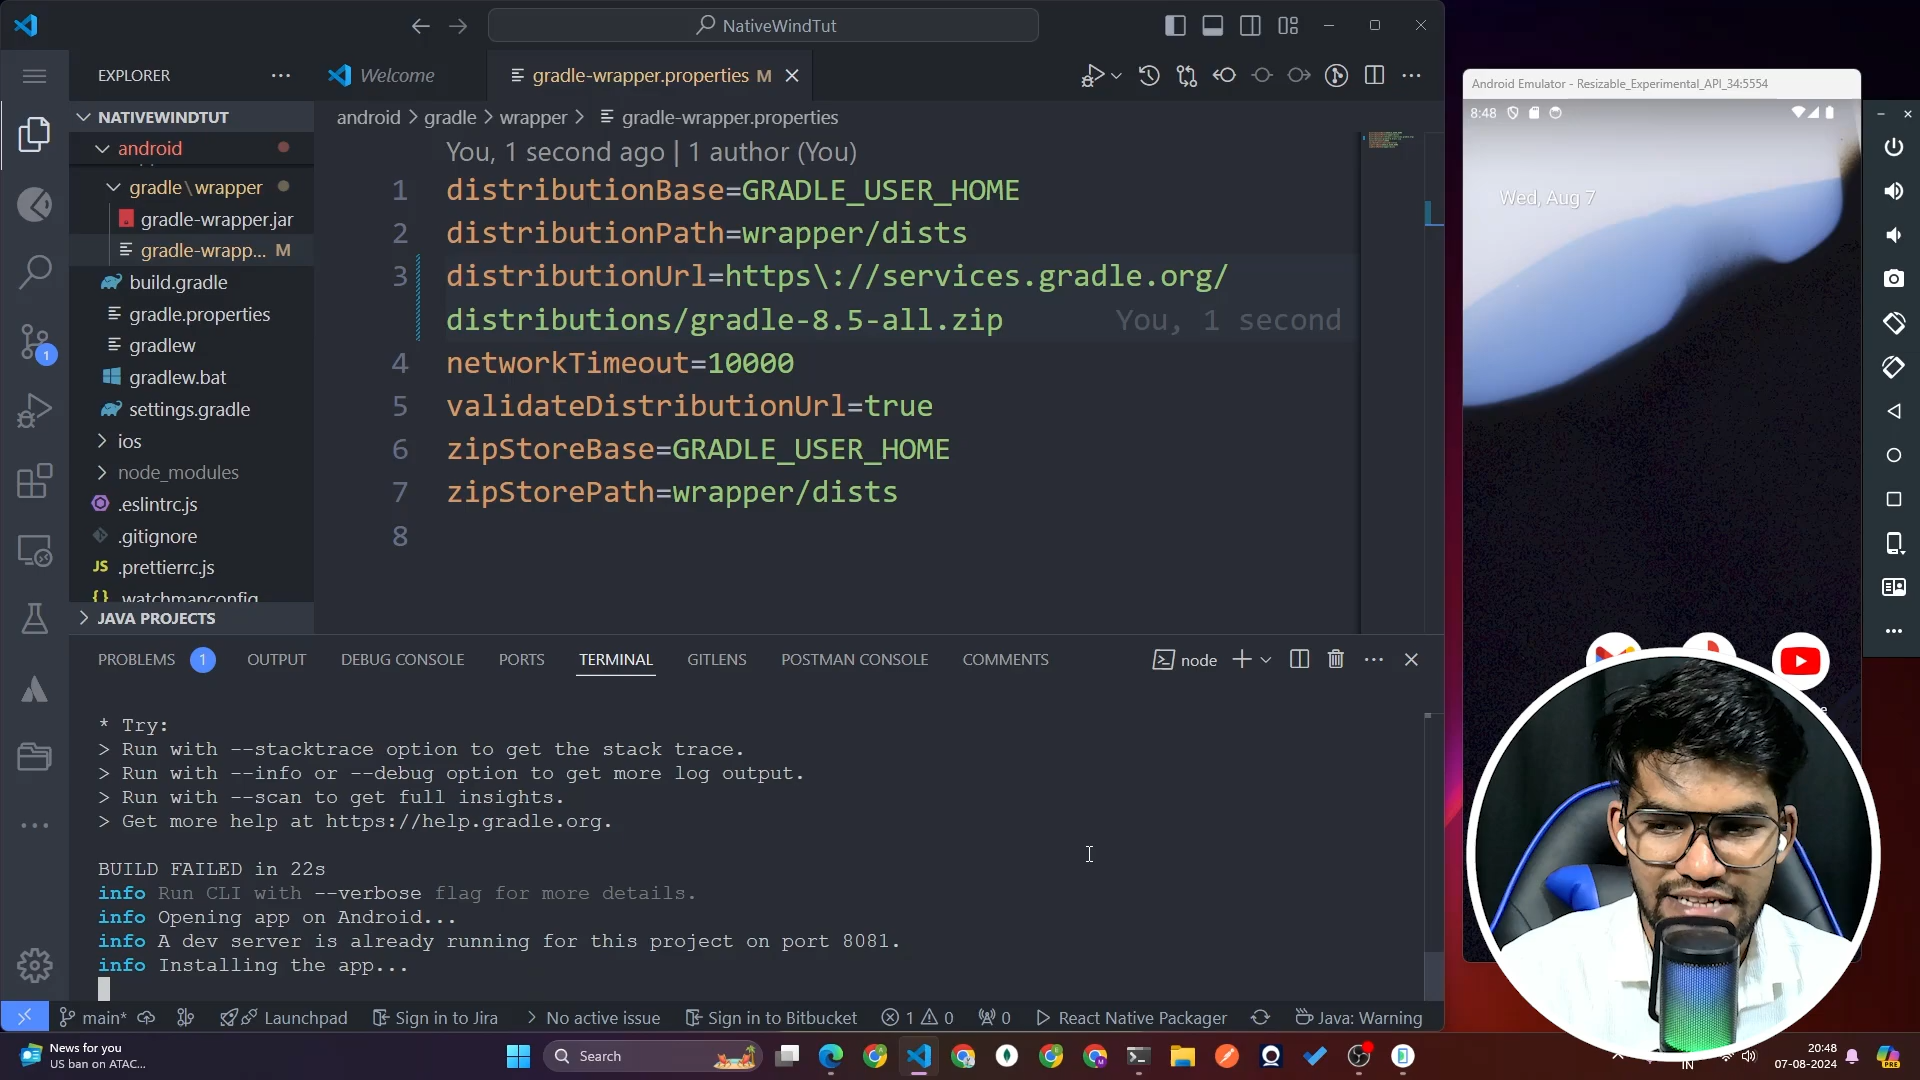 NativeWindTut
EXPLORER
Welcome
gradle-wrapper.properties M
NATIVEWINDTUT
android
gradle\wrapper
gradle-wrapper.jar
gradle-wrapp... M
build.gradle
gradle.properties
gradlew
gradlew.bat
settings.gradle
ios
node_modules
.eslintrc.js
.gitignore
JS .prettierrc.js
{} .watchmanconfig
JAVA PROJECTS
android > gradle > wrapper > gradle-wrapper.properties
You, 1 second ago | 1 author (You)
1 distributionBase=GRADLE_USER_HOME
2 distributionPath=wrapper/dists
3 distributionUrl=https\://services.gradle.org/
distributions/gradle-8.5-all.zip You, 1 second
4 networkTimeout=10000
5 validateDistributionUrl=true
6 zipStoreBase=GRADLE_USER_HOME
7 zipStorePath=wrapper/dists
8
1
PROBLEMS 1 OUTPUT DEBUG CONSOLE PORTS TERMINAL GITLENS POSTMAN CONSOLE COMMENTS node
* Try:
> Run with --stacktrace option to get the stack trace.
> Run with --info or --debug option to get more log output.
> Run with --scan to get full insights.
> Get more help at https://help.gradle.org.
BUILD FAILED in 22s
info Run CLI with --verbose flag for more details.
info Opening app on Android...
info A dev server is already running for this project on port 8081.
info Installing the app...
main* Launchpad Sign in to Jira > No active issue Sign in to Bitbucket 1 0 0 React Native Packager Java: Warning
Android Emulator - Resizable_Experimental_API_34:5554
8:48
Wed, Aug 7
News for you
US ban on ATAC...
Search
IN
20:48
07-08-2024
PRE